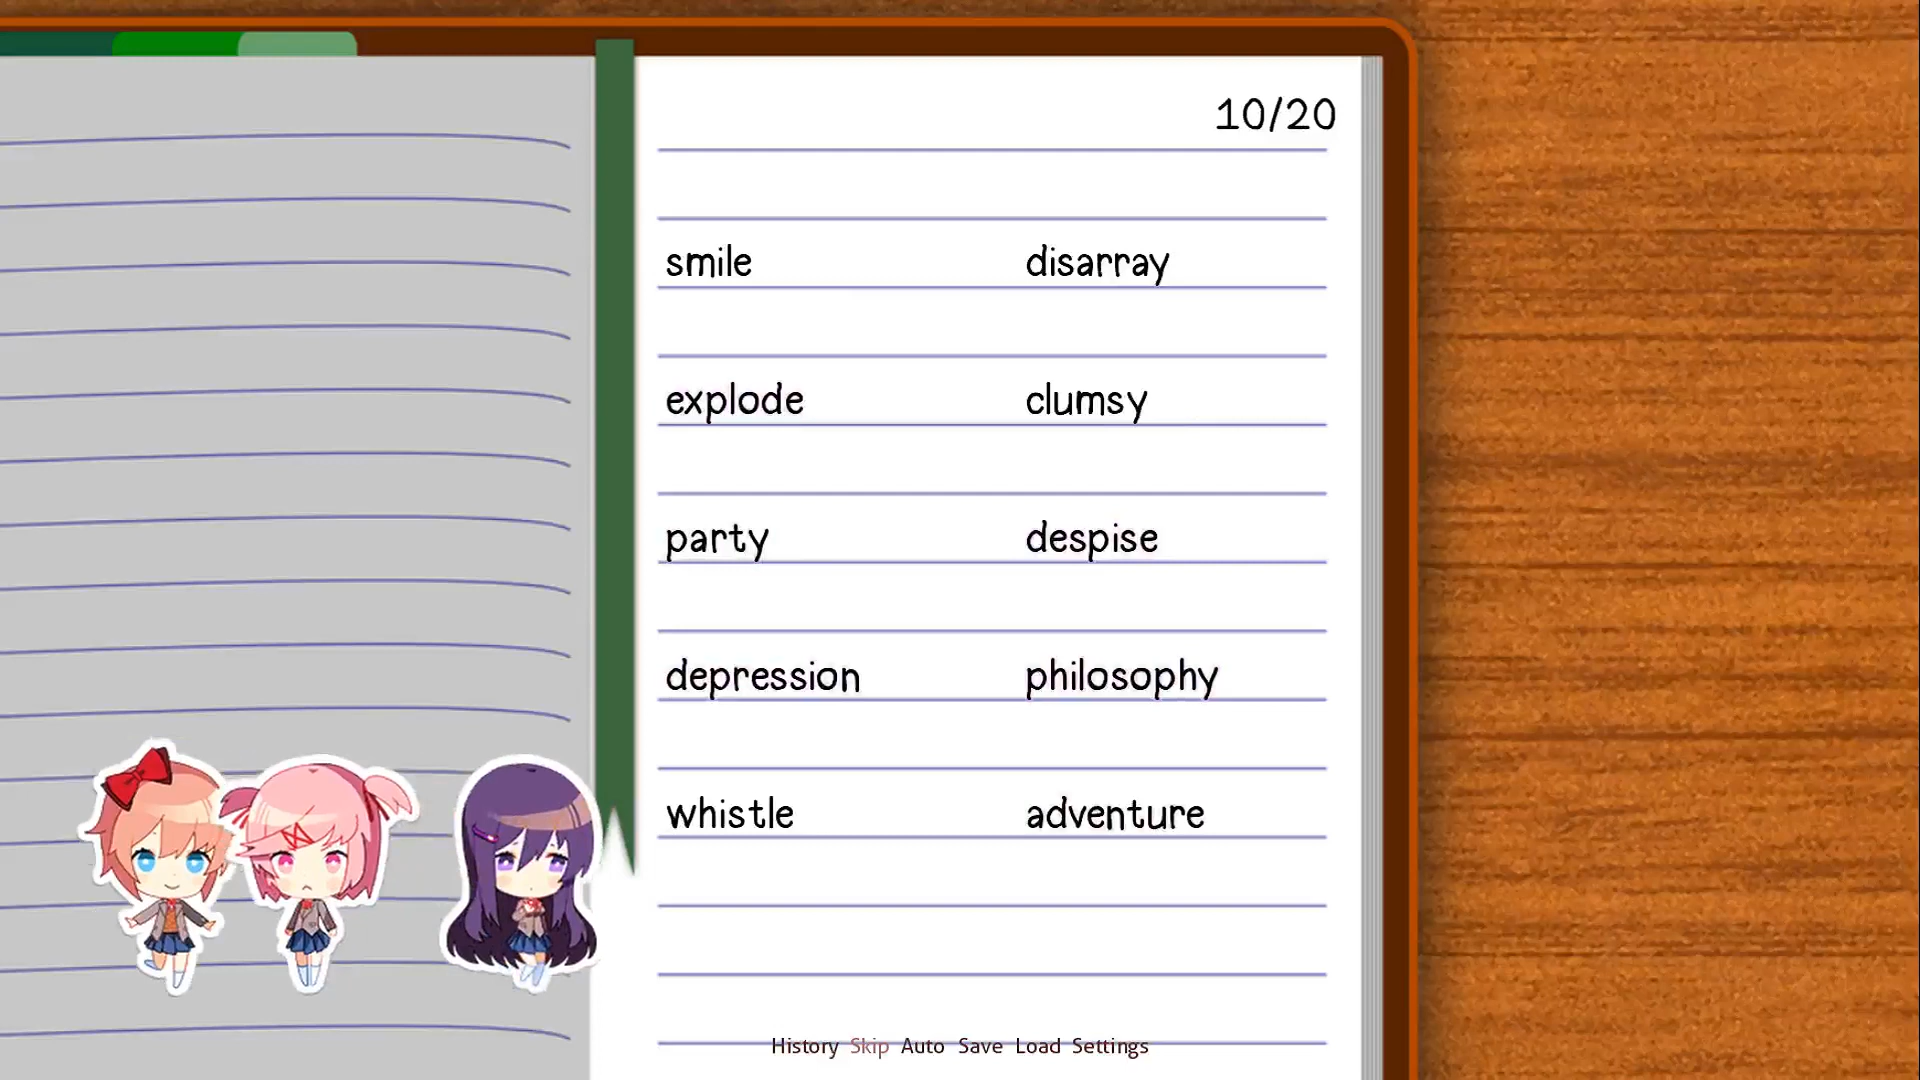 10/20
smile disarray
explode clumsy
party despise
depression philosophy
whistle adventure
History Skip Auto Save Load Settings